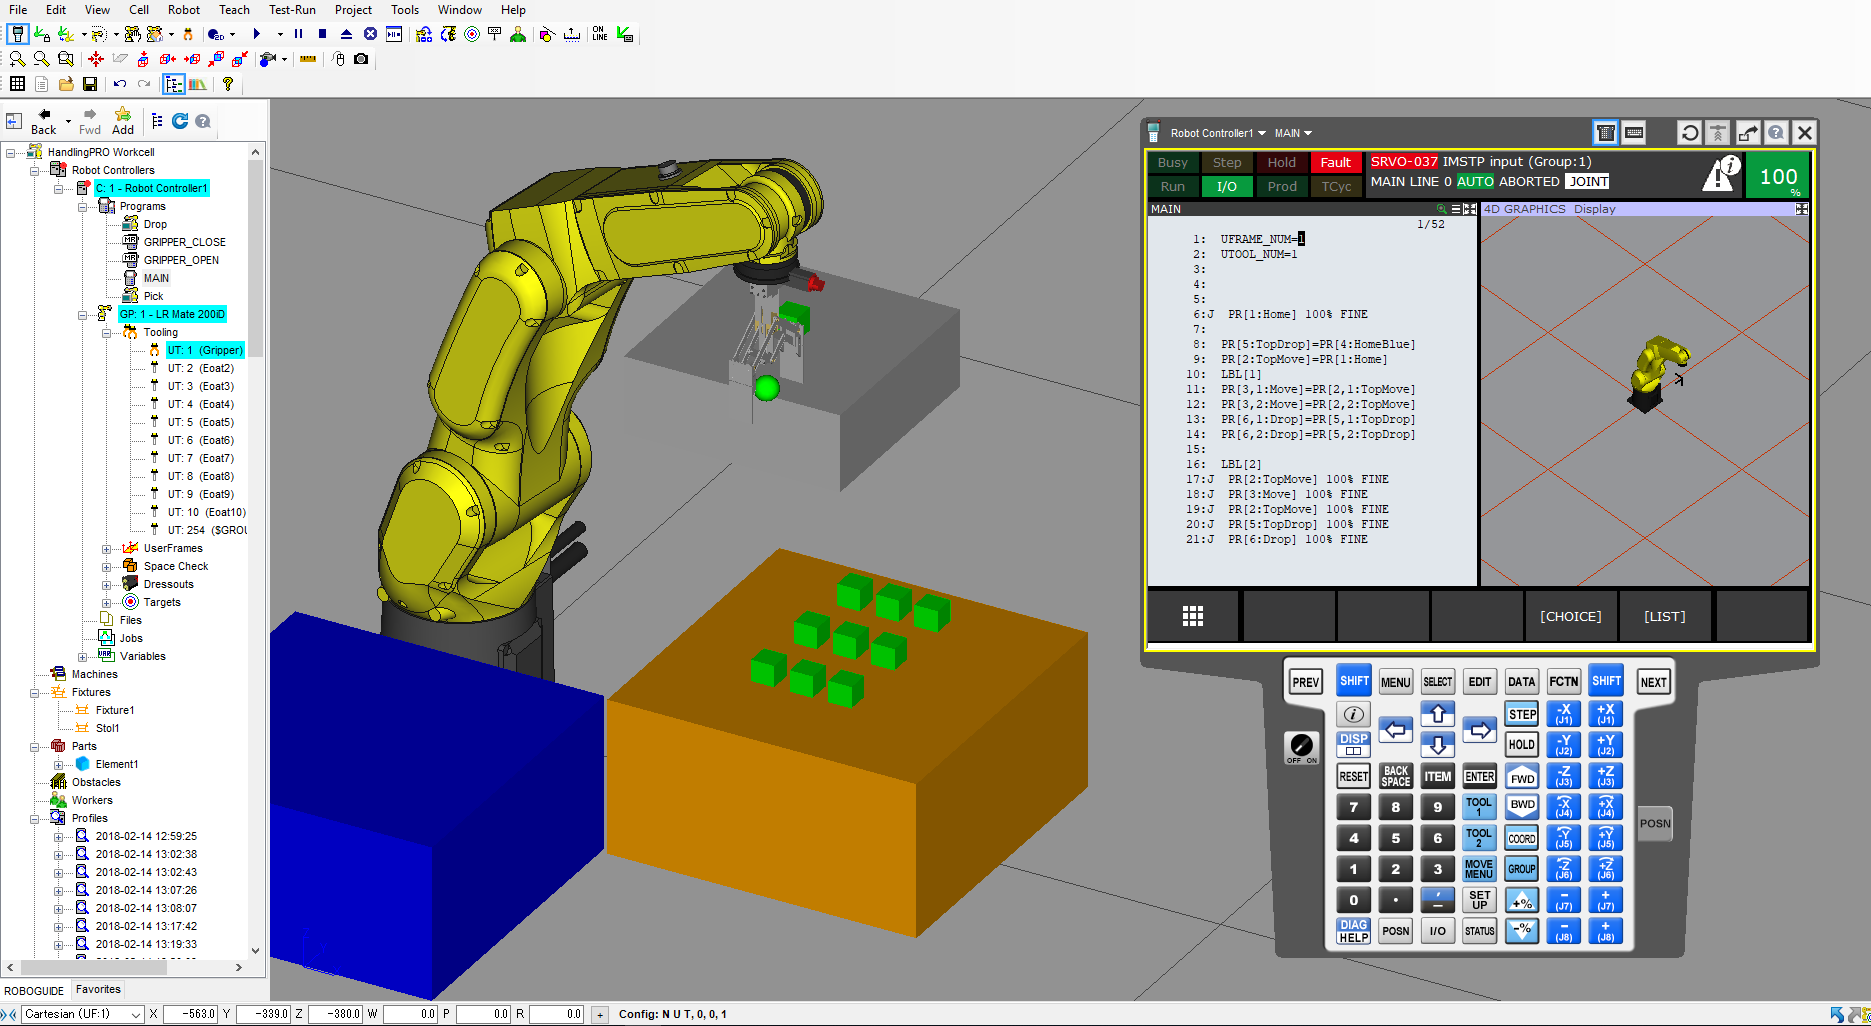 File Edit View Cell Robot Teach Test-Run Project Tools Window Help
ON
LINE
Back Fwd Add
HandlingPRO Workcell
Robot Controllers
C: 1 - Robot Controller1
Programs
Drop
GRIPPER_CLOSE
GRIPPER_OPEN
MAIN
Pick
GP: 1 - LR Mate 200iD
Tooling
UT: 1 (Gripper)
UT: 2 (Eoat2)
UT: 3 (Eoat3)
UT: 4 (Eoat4)
UT: 5 (Eoat5)
UT: 6 (Eoat6)
UT: 7 (Eoat7)
UT: 8 (Eoat8)
UT: 9 (Eoat9)
UT: 10 (Eoat10)
UT: 254 ($GROU
UserFrames
Space Check
Dressouts
Targets
Files
Jobs
Variables
Machines
Fixtures
Fixture1
Stol1
Parts
Element1
Obstacles
Workers
Profiles
2018-02-14 12:59:25
2018-02-14 13:02:38
2018-02-14 13:02:43
2018-02-14 13:07:26
2018-02-14 13:08:07
2018-02-14 13:17:42
2018-02-14 13:19:33
ROBOGUIDE Favorites
Cartesian (UF:1) X -563.0 Y -339.0 Z -380.0 W 0.0 P 0.0 R 0.0 + Config: N U T, 0, 0, 1
Robot Controller1 MAIN
Busy Step Hold Fault SRVO-037 IMSTP input (Group:1)
Run I/O Prod TCyc MAIN LINE 0 AUTO ABORTED JOINT
100 %
MAIN
4D GRAPHICS Display
1/52
1: UFRAME_NUM=1
2: UTOOL_NUM=1
3:
4:
5:
6:J PR[1:Home] 100% FINE
7:
8: PR[5:TopDrop]=PR[4:HomeBlue]
9: PR[2:TopMove]=PR[1:Home]
10: LBL[1]
11: PR[3,1:Move]=PR[2,1:TopMove]
12: PR[3,2:Move]=PR[2,2:TopMove]
13: PR[6,1:Drop]=PR[5,1:TopDrop]
14: PR[6,2:Drop]=PR[5,2:TopDrop]
15:
16: LBL[2]
17:J PR[2:TopMove] 100% FINE
18:J PR[3:Move] 100% FINE
19:J PR[2:TopMove] 100% FINE
20:J PR[5:TopDrop] 100% FINE
21:J PR[6:Drop] 100% FINE
[CHOICE] [LIST]
PREV SHIFT MENU SELECT EDIT DATA FCTN SHIFT NEXT
STEP -X (J1) +X (J1)
OFF ON DISP HOLD -Y (J2) +Y (J2)
RESET BACK SPACE ITEM ENTER FWD -Z (J3) +Z (J3)
7 8 9 TOOL 1 BWD -X (J4) +X (J4)
4 5 6 TOOL 2 COORD -Y (J5) +Y (J5)
POSN
1 2 3 MOVE MENU GROUP -Z (J6) +Z (J6)
0 . SET UP +% - (J7) + (J7)
DIAG HELP POSN I/O STATUS -% - (J8) + (J8)